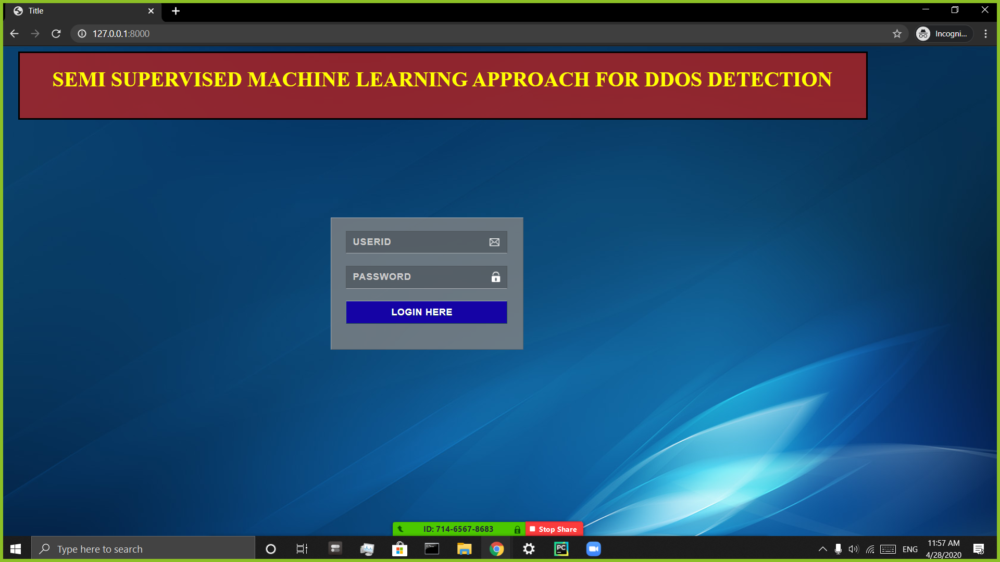 Title
127.0.0.1:8000
Incogni...
SEMI SUPERVISED MACHINE LEARNING APPROACH FOR DDOS DETECTION
USERID
PASSWORD
LOGIN HERE
ID: 714-6567-8683
Stop Share
Type here to search
PC
ENG
11:57 AM
4/28/2020